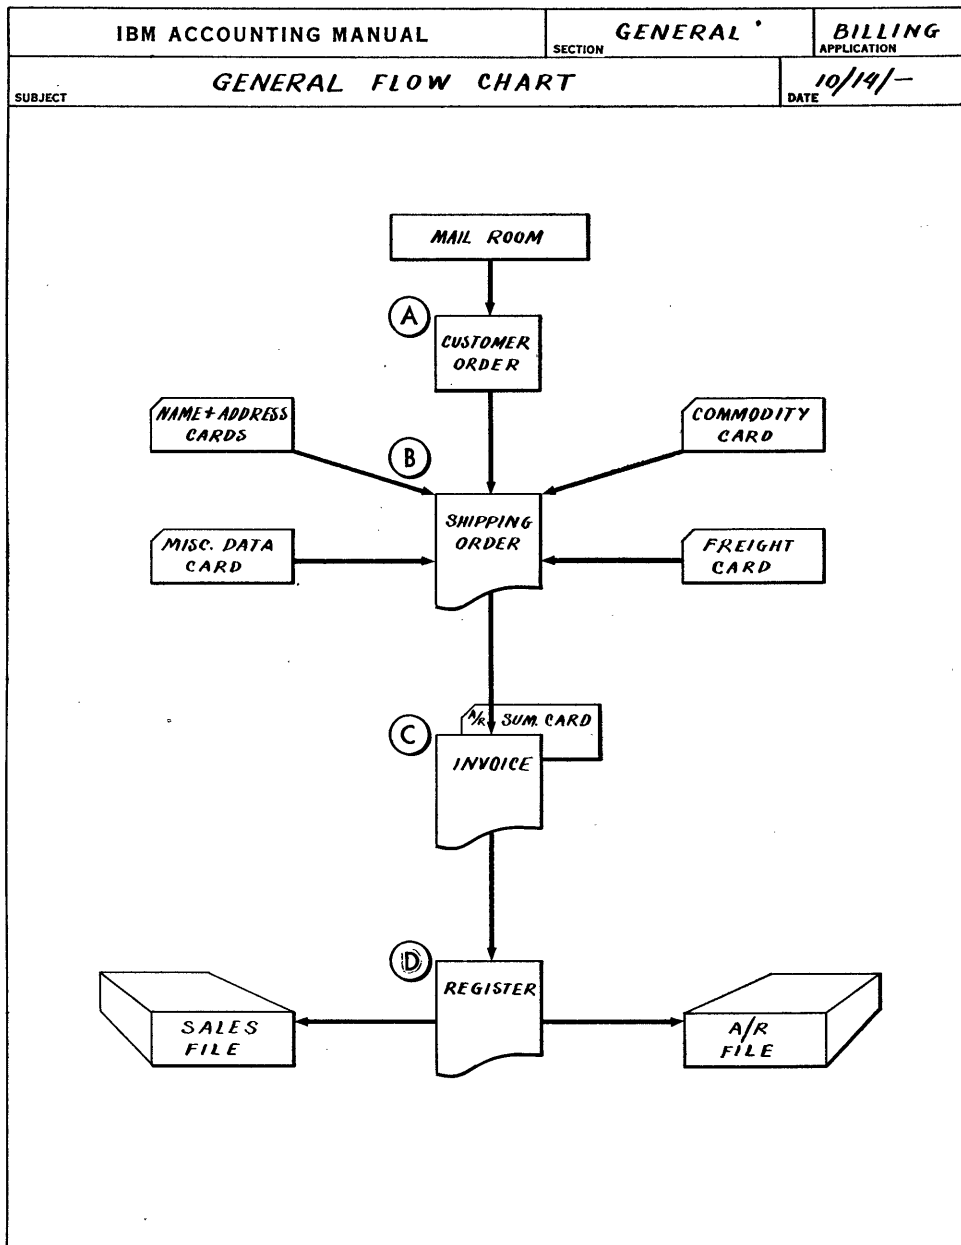 IBM ACCOUNTING MANUAL
SECTION GENERAL
BILLING
APPLICATION
SUBJECT GENERAL FLOW CHART
DATE 10/14/—
MAIL ROOM
A
CUSTOMER
ORDER
NAME + ADDRESS
CARDS
COMMODITY
CARD
B
SHIPPING
ORDER
MISC. DATA
CARD
FREIGHT
CARD
A/R SUM. CARD
C
INVOICE
D
REGISTER
SALES
FILE
A/R
FILE